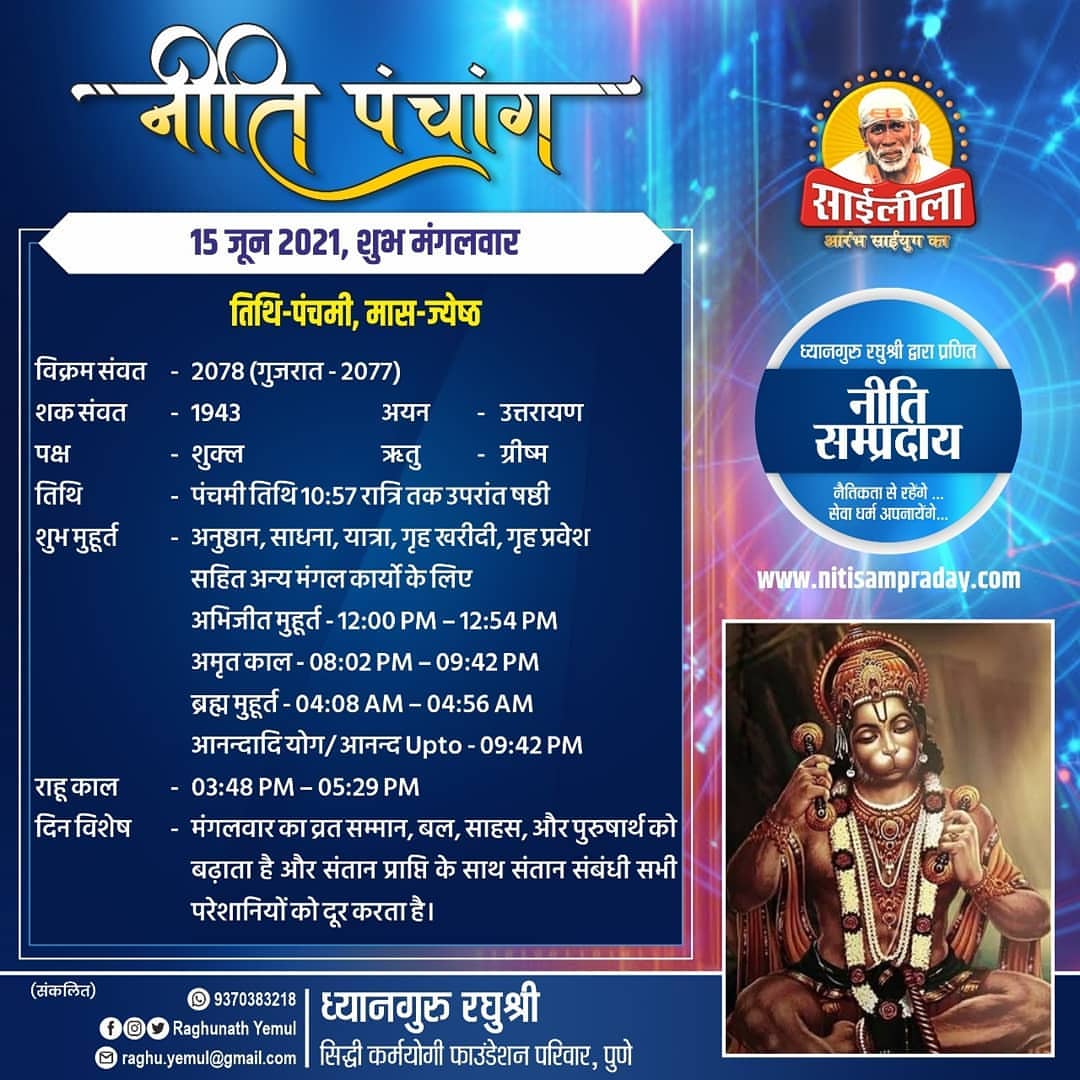 नीति पंचांग
साईलीला
आरंभ साईयुग का
15 जून 2021, शुभ मंगलवार
तिथि-पंचमी, मास-ज्येष्ठ
विक्रम संवत - 2078 (गुजरात - 2077)
शक संवत - 1943 अयन - उत्तरायण
पक्ष - शुक्ल ऋतु - ग्रीष्म
तिथि - पंचमी तिथि 10:57 रात्रि तक उपरांत षष्ठी
शुभ मुहूर्त - अनुष्ठान, साधना, यात्रा, गृह खरीदी, गृह प्रवेश
सहित अन्य मंगल कार्यो के लिए
अभिजीत मुहूर्त - 12:00 PM – 12:54 PM
अमृत काल - 08:02 PM – 09:42 PM
ब्रह्म मुहूर्त - 04:08 AM – 04:56 AM
आनन्दादि योग/ आनन्द Upto - 09:42 PM
राहू काल - 03:48 PM – 05:29 PM
दिन विशेष - मंगलवार का व्रत सम्मान, बल, साहस, और पुरुषार्थ को
बढ़ाता है और संतान प्राप्ति के साथ संतान संबंधी सभी
परेशानियों को दूर करता है।
ध्यानगुरु रघुश्री द्वारा प्रणित
नीति
सम्प्रदाय
नैतिकता से रहेंगे ...
सेवा धर्म अपनायेंगे...
www.nitisampraday.com
(संकलित)
9370383218
Raghunath Yemul
raghu.yemul@gmail.com
ध्यानगुरु रघुश्री
सिद्धी कर्मयोगी फाउंडेशन परिवार, पुणे